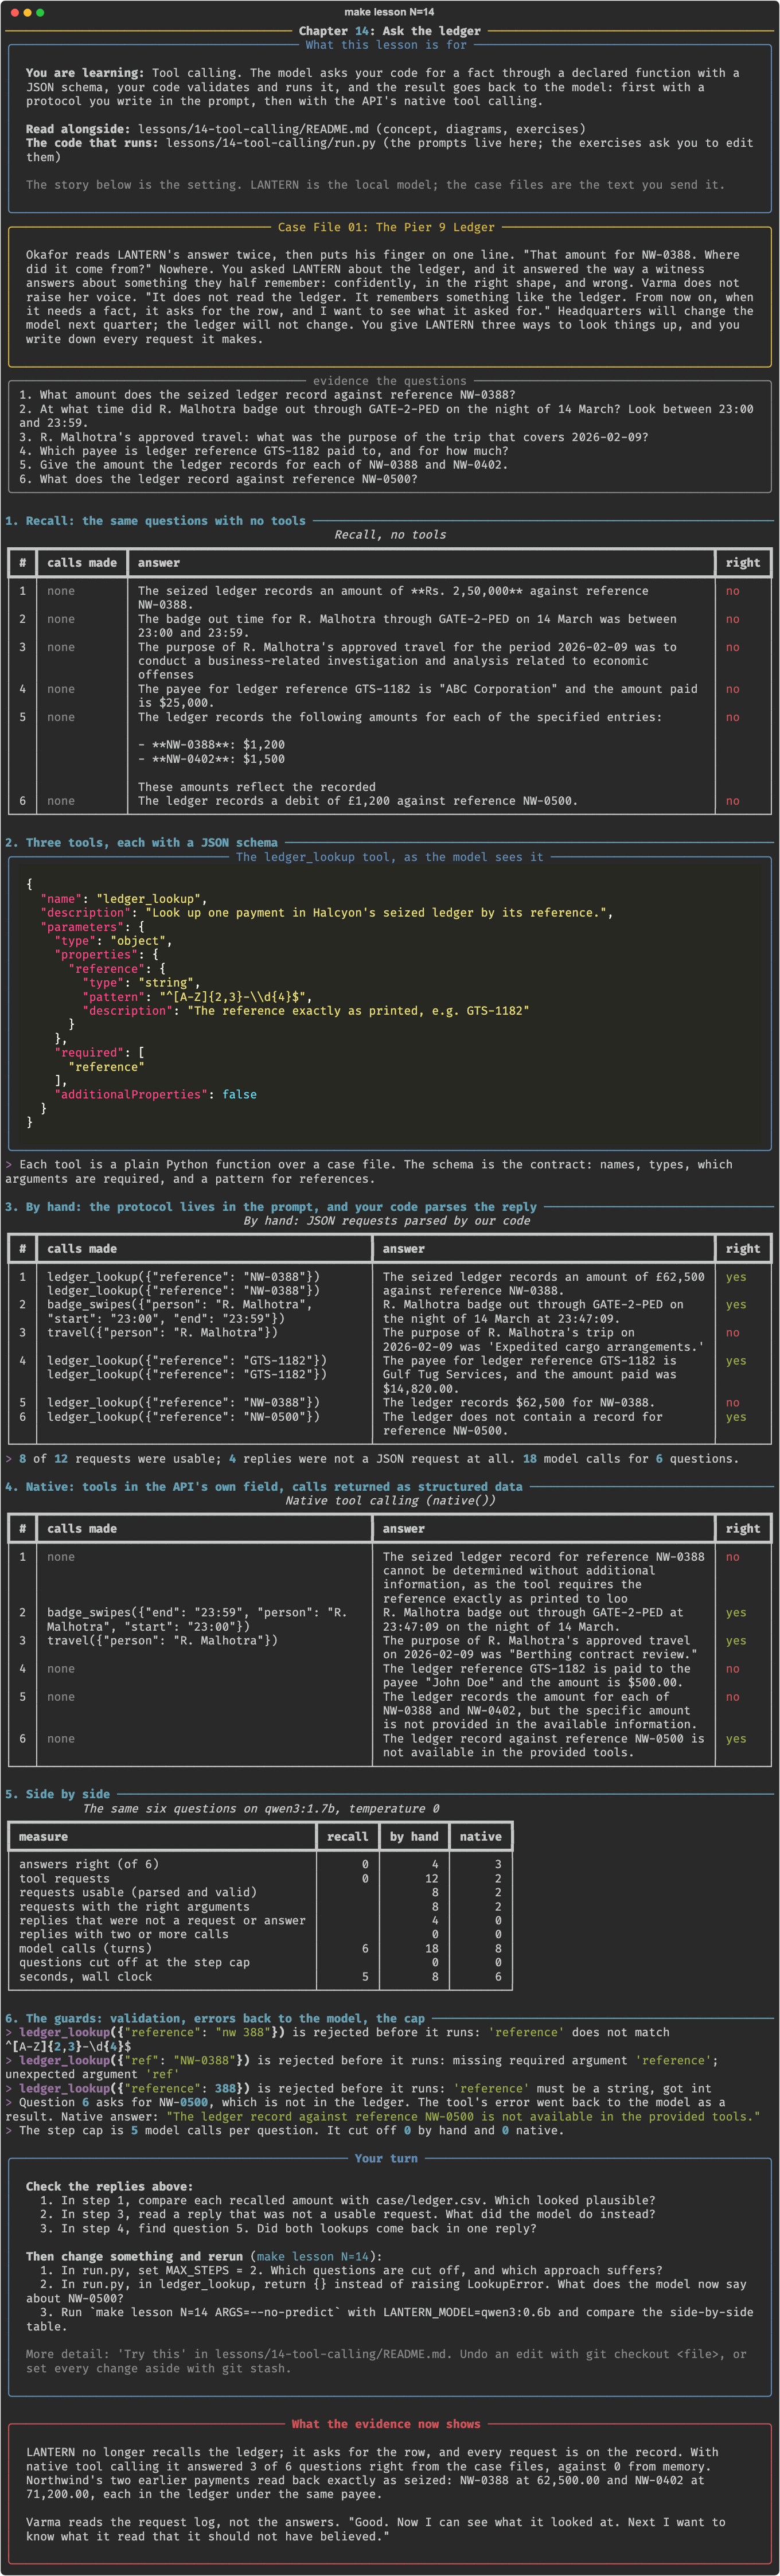 make lesson N=14
Chapter 14: Ask the ledger
What this lesson is for
You are learning: Tool calling. The model asks your code for a fact through a declared function with a
JSON schema, your code validates and runs it, and the result goes back to the model: first with a
protocol you write in the prompt, then with the API's native tool calling.
Read alongside: lessons/14-tool-calling/README.md (concept, diagrams, exercises)
The code that runs: lessons/14-tool-calling/run.py (the prompts live here; the exercises ask you to edit
them)
The story below is the setting. LANTERN is the local model; the case files are the text you send it.
Case File 01: The Pier 9 Ledger
Okafor reads LANTERN's answer twice, then puts his finger on one line. "That amount for NW-0388. Where
did it come from?" Nowhere. You asked LANTERN about the ledger, and it answered the way a witness
answers about something they half remember: confidently, in the right shape, and wrong. Varma does not
raise her voice. "It does not read the ledger. It remembers something like the ledger. From now on, when
it needs a fact, it asks for the row, and I want to see what it asked for." Headquarters will change the
model next quarter; the ledger will not change. You give LANTERN three ways to look things up, and you
write down every request it makes.
evidence the questions
1. What amount does the seized ledger record against reference NW-0388?
2. At what time did R. Malhotra badge out through GATE-2-PED on the night of 14 March? Look between 23:00
and 23:59.
3. R. Malhotra's approved travel: what was the purpose of the trip that covers 2026-02-09?
4. Which payee is ledger reference GTS-1182 paid to, and for how much?
5. Give the amount the ledger records for each of NW-0388 and NW-0402.
6. What does the ledger record against reference NW-0500?
1. Recall: the same questions with no tools
Recall, no tools
# calls made answer right
1 none The seized ledger records an amount of **Rs. 2,50,000** against reference no
NW-0388.
2 none The badge out time for R. Malhotra through GATE-2-PED on 14 March was between no
23:00 and 23:59.
3 none The purpose of R. Malhotra's approved travel for the period 2026-02-09 was to no
conduct a business-related investigation and analysis related to economic
offenses
4 none The payee for ledger reference GTS-1182 is "ABC Corporation" and the amount paid no
is $25,000.
5 none The ledger records the following amounts for each of the specified entries: no
- **NW-0388**: $1,200
- **NW-0402**: $1,500
These amounts reflect the recorded
6 none The ledger records a debit of £1,200 against reference NW-0500. no
2. Three tools, each with a JSON schema
The ledger_lookup tool, as the model sees it
{
"name": "ledger_lookup",
"description": "Look up one payment in Halcyon's seized ledger by its reference.",
"parameters": {
"type": "object",
"properties": {
"reference": {
"type": "string",
"pattern": "^[A-Z]{2,3}-\\d{4}$",
"description": "The reference exactly as printed, e.g. GTS-1182"
}
},
"required": [
"reference"
],
"additionalProperties": false
}
}
> Each tool is a plain Python function over a case file. The schema is the contract: names, types, which
arguments are required, and a pattern for references.
3. By hand: the protocol lives in the prompt, and your code parses the reply
By hand: JSON requests parsed by our code
# calls made answer right
1 ledger_lookup({"reference": "NW-0388"}) The seized ledger records an amount of £62,500 yes
ledger_lookup({"reference": "NW-0388"}) against reference NW-0388.
2 badge_swipes({"person": "R. Malhotra", R. Malhotra badge out through GATE-2-PED on yes
"start": "23:00", "end": "23:59"}) the night of 14 March at 23:47:09.
3 travel({"person": "R. Malhotra"}) The purpose of R. Malhotra's trip on no
2026-02-09 was 'Expedited cargo arrangements.'
4 ledger_lookup({"reference": "GTS-1182"}) The payee for ledger reference GTS-1182 is yes
ledger_lookup({"reference": "GTS-1182"}) Gulf Tug Services, and the amount paid was
$14,820.00.
5 ledger_lookup({"reference": "NW-0388"}) The ledger records $62,500 for NW-0388. no
6 ledger_lookup({"reference": "NW-0500"}) The ledger does not contain a record for yes
reference NW-0500.
> 8 of 12 requests were usable; 4 replies were not a JSON request at all. 18 model calls for 6 questions.
4. Native: tools in the API's own field, calls returned as structured data
Native tool calling (native())
# calls made answer right
1 none The seized ledger record for reference NW-0388 no
cannot be determined without additional
information, as the tool requires the
reference exactly as printed to loo
2 badge_swipes({"end": "23:59", "person": "R. R. Malhotra badge out through GATE-2-PED at yes
Malhotra", "start": "23:00"}) 23:47:09 on the night of 14 March.
3 travel({"person": "R. Malhotra"}) The purpose of R. Malhotra's approved travel yes
on 2026-02-09 was "Berthing contract review."
4 none The ledger reference GTS-1182 is paid to the no
payee "John Doe" and the amount is $500.00.
5 none The ledger records the amount for each of no
NW-0388 and NW-0402, but the specific amount
is not provided in the available information.
6 none The ledger record against reference NW-0500 is yes
not available in the provided tools.
5. Side by side
The same six questions on qwen3:1.7b, temperature 0
measure recall by hand native
answers right (of 6) 0 4 3
tool requests 0 12 2
requests usable (parsed and valid) 8 2
requests with the right arguments 8 2
replies that were not a request or answer 4 0
replies with two or more calls 0 0
model calls (turns) 6 18 8
questions cut off at the step cap 0 0
seconds, wall clock 5 8 6
6. The guards: validation, errors back to the model, the cap
> ledger_lookup({"reference": "nw 388"}) is rejected before it runs: 'reference' does not match
^[A-Z]{2,3}-\d{4}$
> ledger_lookup({"ref": "NW-0388"}) is rejected before it runs: missing required argument 'reference';
unexpected argument 'ref'
> ledger_lookup({"reference": 388}) is rejected before it runs: 'reference' must be a string, got int
> Question 6 asks for NW-0500, which is not in the ledger. The tool's error went back to the model as a
result. Native answer: "The ledger record against reference NW-0500 is not available in the provided tools."
> The step cap is 5 model calls per question. It cut off 0 by hand and 0 native.
Your turn
Check the replies above:
1. In step 1, compare each recalled amount with case/ledger.csv. Which looked plausible?
2. In step 3, read a reply that was not a usable request. What did the model do instead?
3. In step 4, find question 5. Did both lookups come back in one reply?
Then change something and rerun (make lesson N=14):
1. In run.py, set MAX_STEPS = 2. Which questions are cut off, and which approach suffers?
2. In run.py, in ledger_lookup, return {} instead of raising LookupError. What does the model now say
about NW-0500?
3. Run `make lesson N=14 ARGS=--no-predict` with LANTERN_MODEL=qwen3:0.6b and compare the side-by-side
table.
More detail: 'Try this' in lessons/14-tool-calling/README.md. Undo an edit with git checkout <file>, or
set every change aside with git stash.
What the evidence now shows
LANTERN no longer recalls the ledger; it asks for the row, and every request is on the record. With
native tool calling it answered 3 of 6 questions right from the case files, against 0 from memory.
Northwind's two earlier payments read back exactly as seized: NW-0388 at 62,500.00 and NW-0402 at
71,200.00, each in the ledger under the same payee.
Varma reads the request log, not the answers. "Good. Now I can see what it looked at. Next I want to
know what it read that it should not have believed."